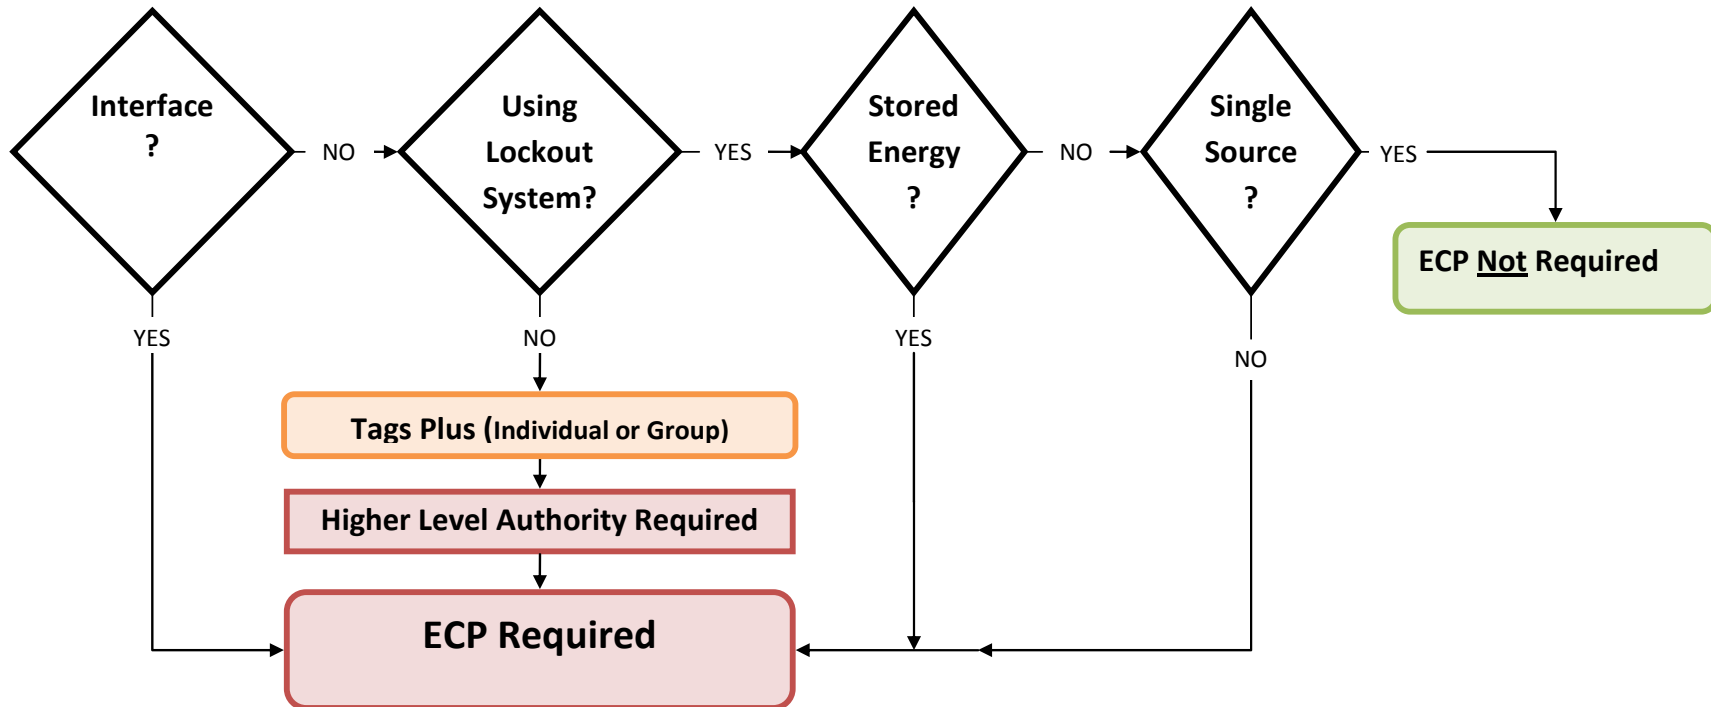 Interface
?
NO
Using
Lockout
System?
YES
Stored
Energy
?
NO
Single
Source
?
YES
ECP Not Required
YES
NO
YES
NO
Tags Plus (Individual or Group)
Higher Level Authority Required
ECP Required